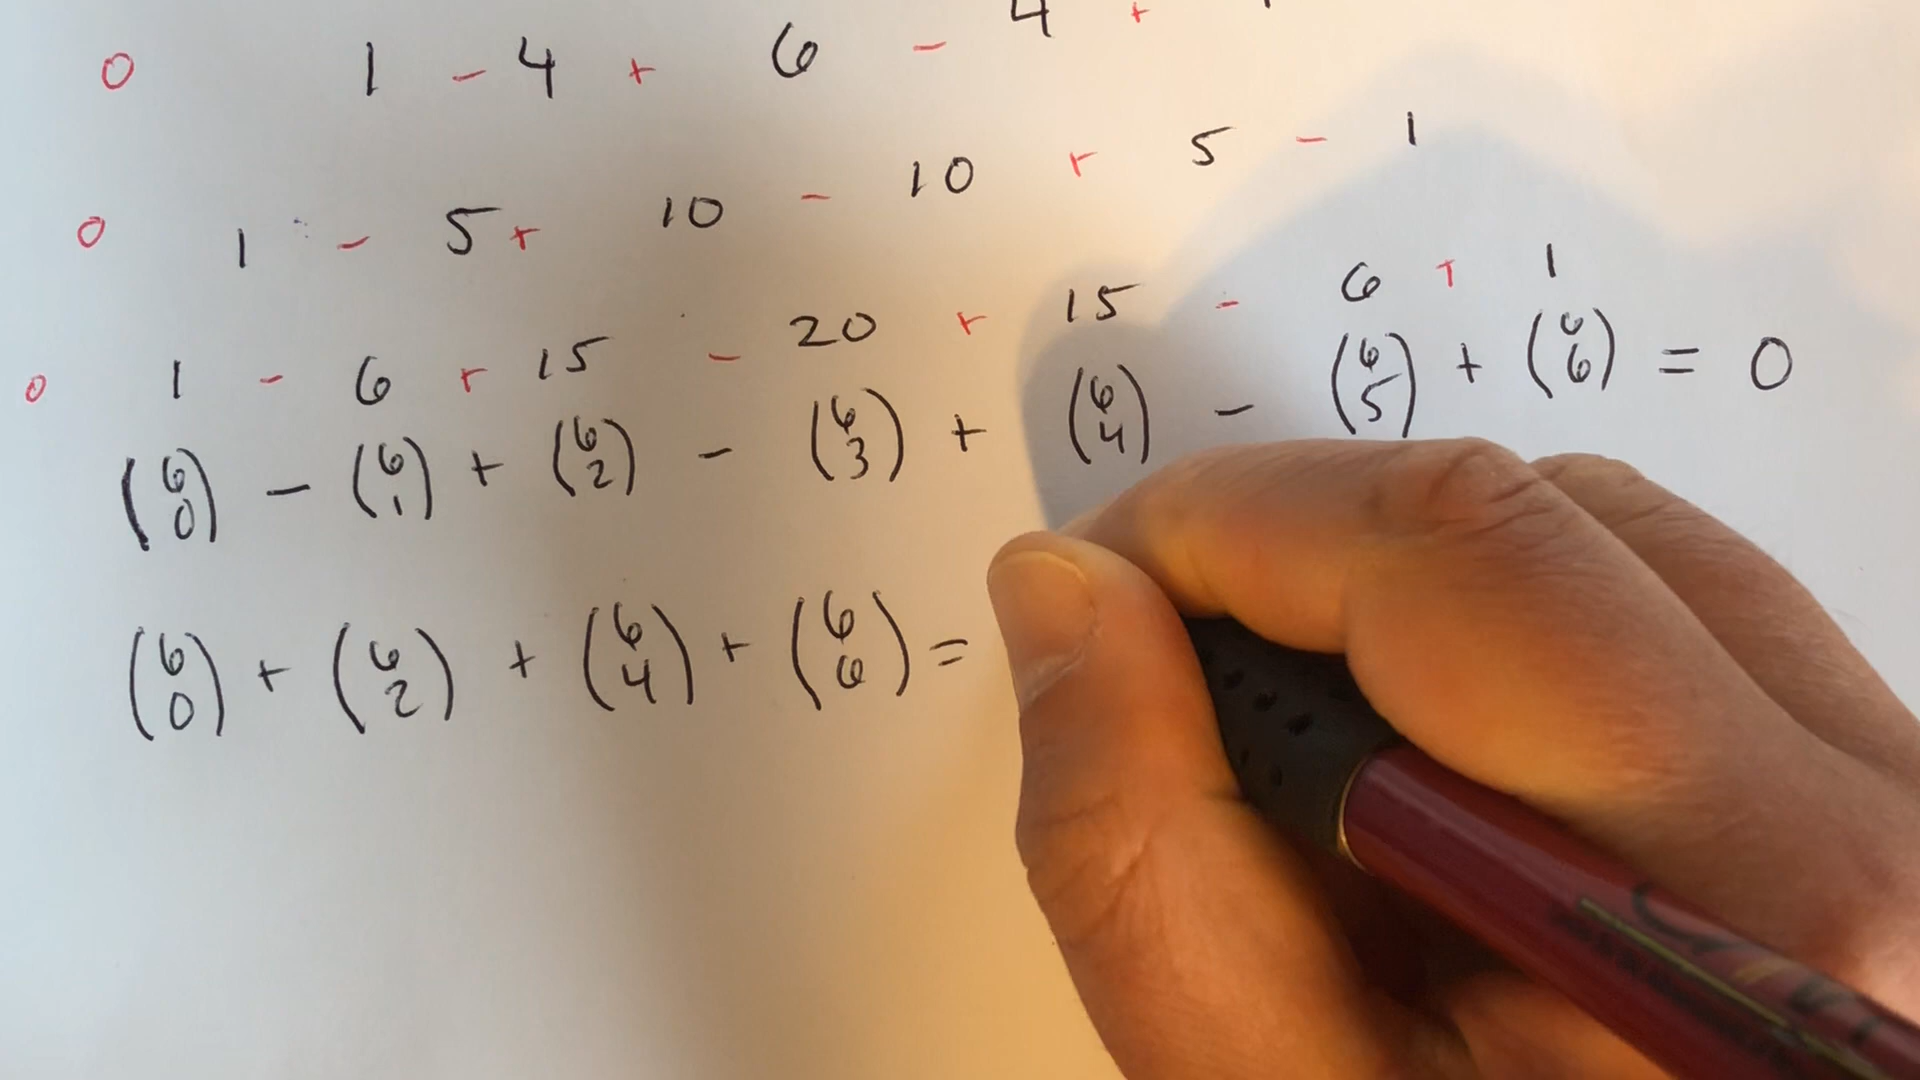 0 1 - 4 + 6 - 4 +
0 1 - 5 + 10 - 10 + 5 - 1
0 1 - 6 + 15 - 20 + 15 - 6 + 1
(6 0) - (6 1) + (6 2) - (6 3) + (6 4) - (6 5) + (6 6) = 0
(6 0) + (6 2) + (6 4) + (6 6) =